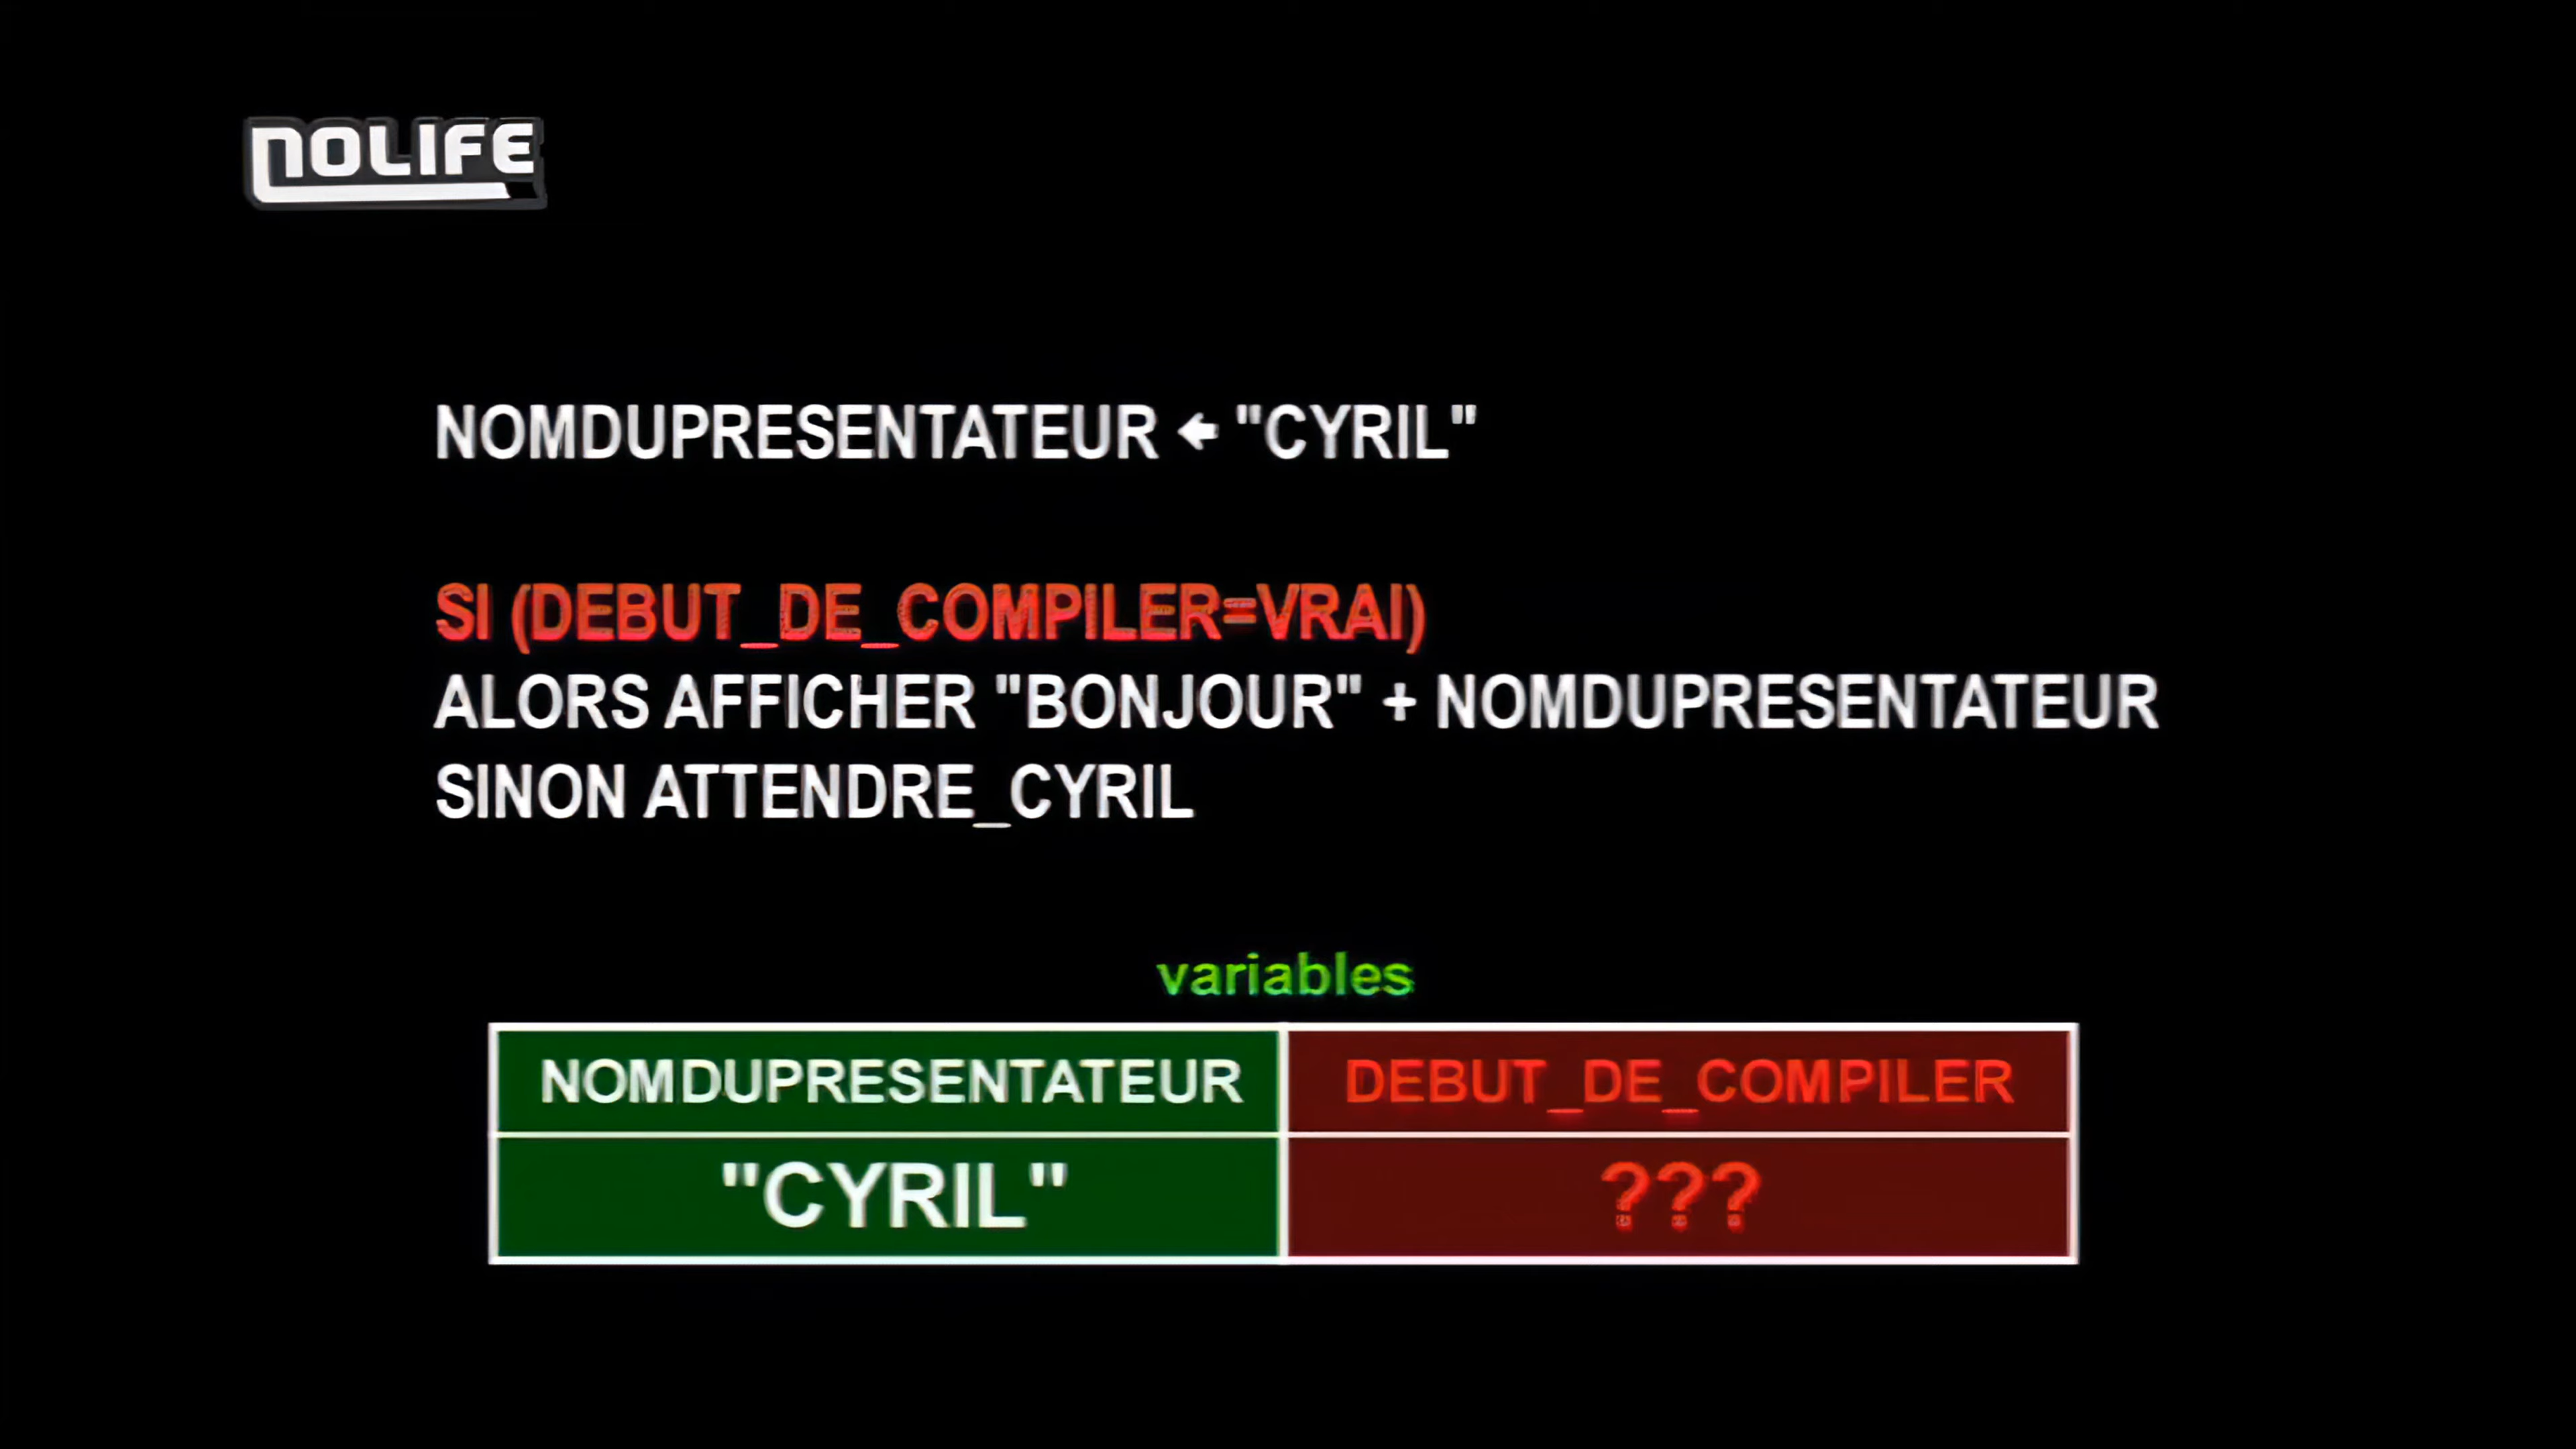 NOLIFE
NOMDUPRESENTATEUR ← "CYRIL"
SI (DEBUT_DE_COMPILER=VRAI)
ALORS AFFICHER "BONJOUR" + NOMDUPRESENTATEUR
SINON ATTENDRE_CYRIL
variables
NOMDUPRESENTATEUR DEBUT_DE_COMPILER
"CYRIL" ???